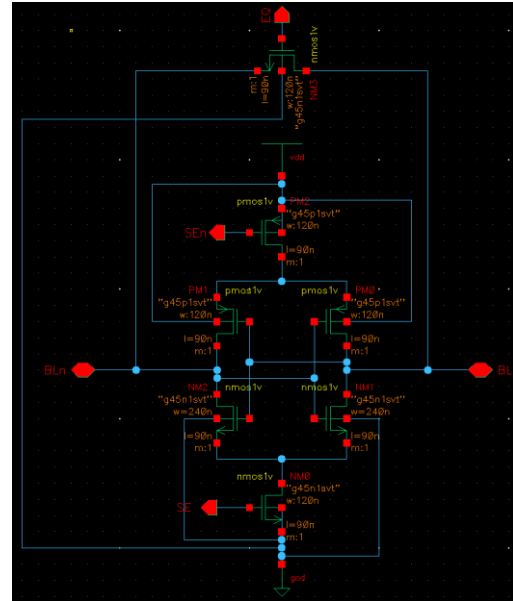 EQ
nmos1v
m:1
l=90n
w:120n
"g45n1svt"
NM3
vdd
pmos1v
PM2
"g45p1svt"
w:120n
SEn
l=90n
m:1
PM1
pmos1v
pmos1v
PM0
"g45p1svt"
"g45p1svt"
w:120n
w:120n
l=90n
l=90n
m:1
m:1
BLn
BL
NM2
nmos1v
nmos1v
NM1
"g45n1svt"
"g45n1svt"
w=240n
w=240n
l=90n
l=90n
m:1
m:1
nmos1v
NM0
"g45n1svt"
w:120n
SE
l=90n
m:1
gnd